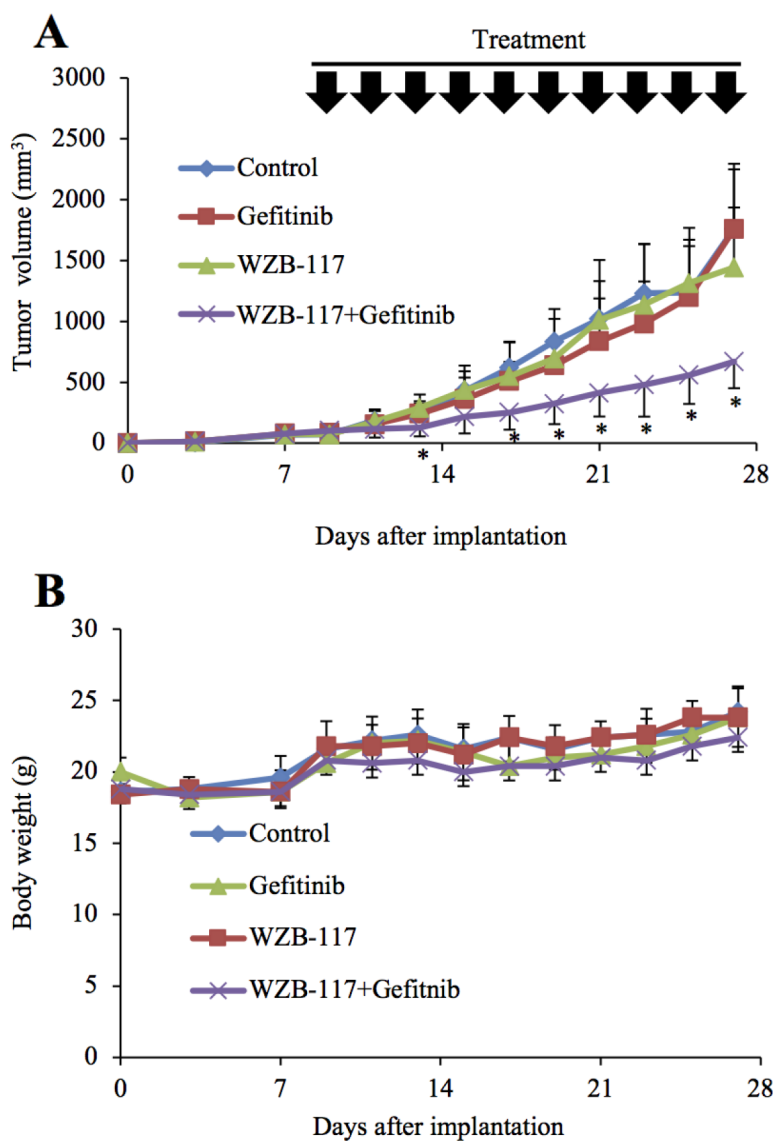 A
Treatment
3000
2500
2000
1500
1000
500
0
Tumor volume (mm³)
Control
Gefitinib
WZB-117
WZB-117+Gefitinib
* * * * * * *
0 7 14 21 28
Days after implantation
B
30
25
20
15
10
5
0
Body weight (g)
Control
Gefitinib
WZB-117
WZB-117+Gefitnib
0 7 14 21 28
Days after implantation